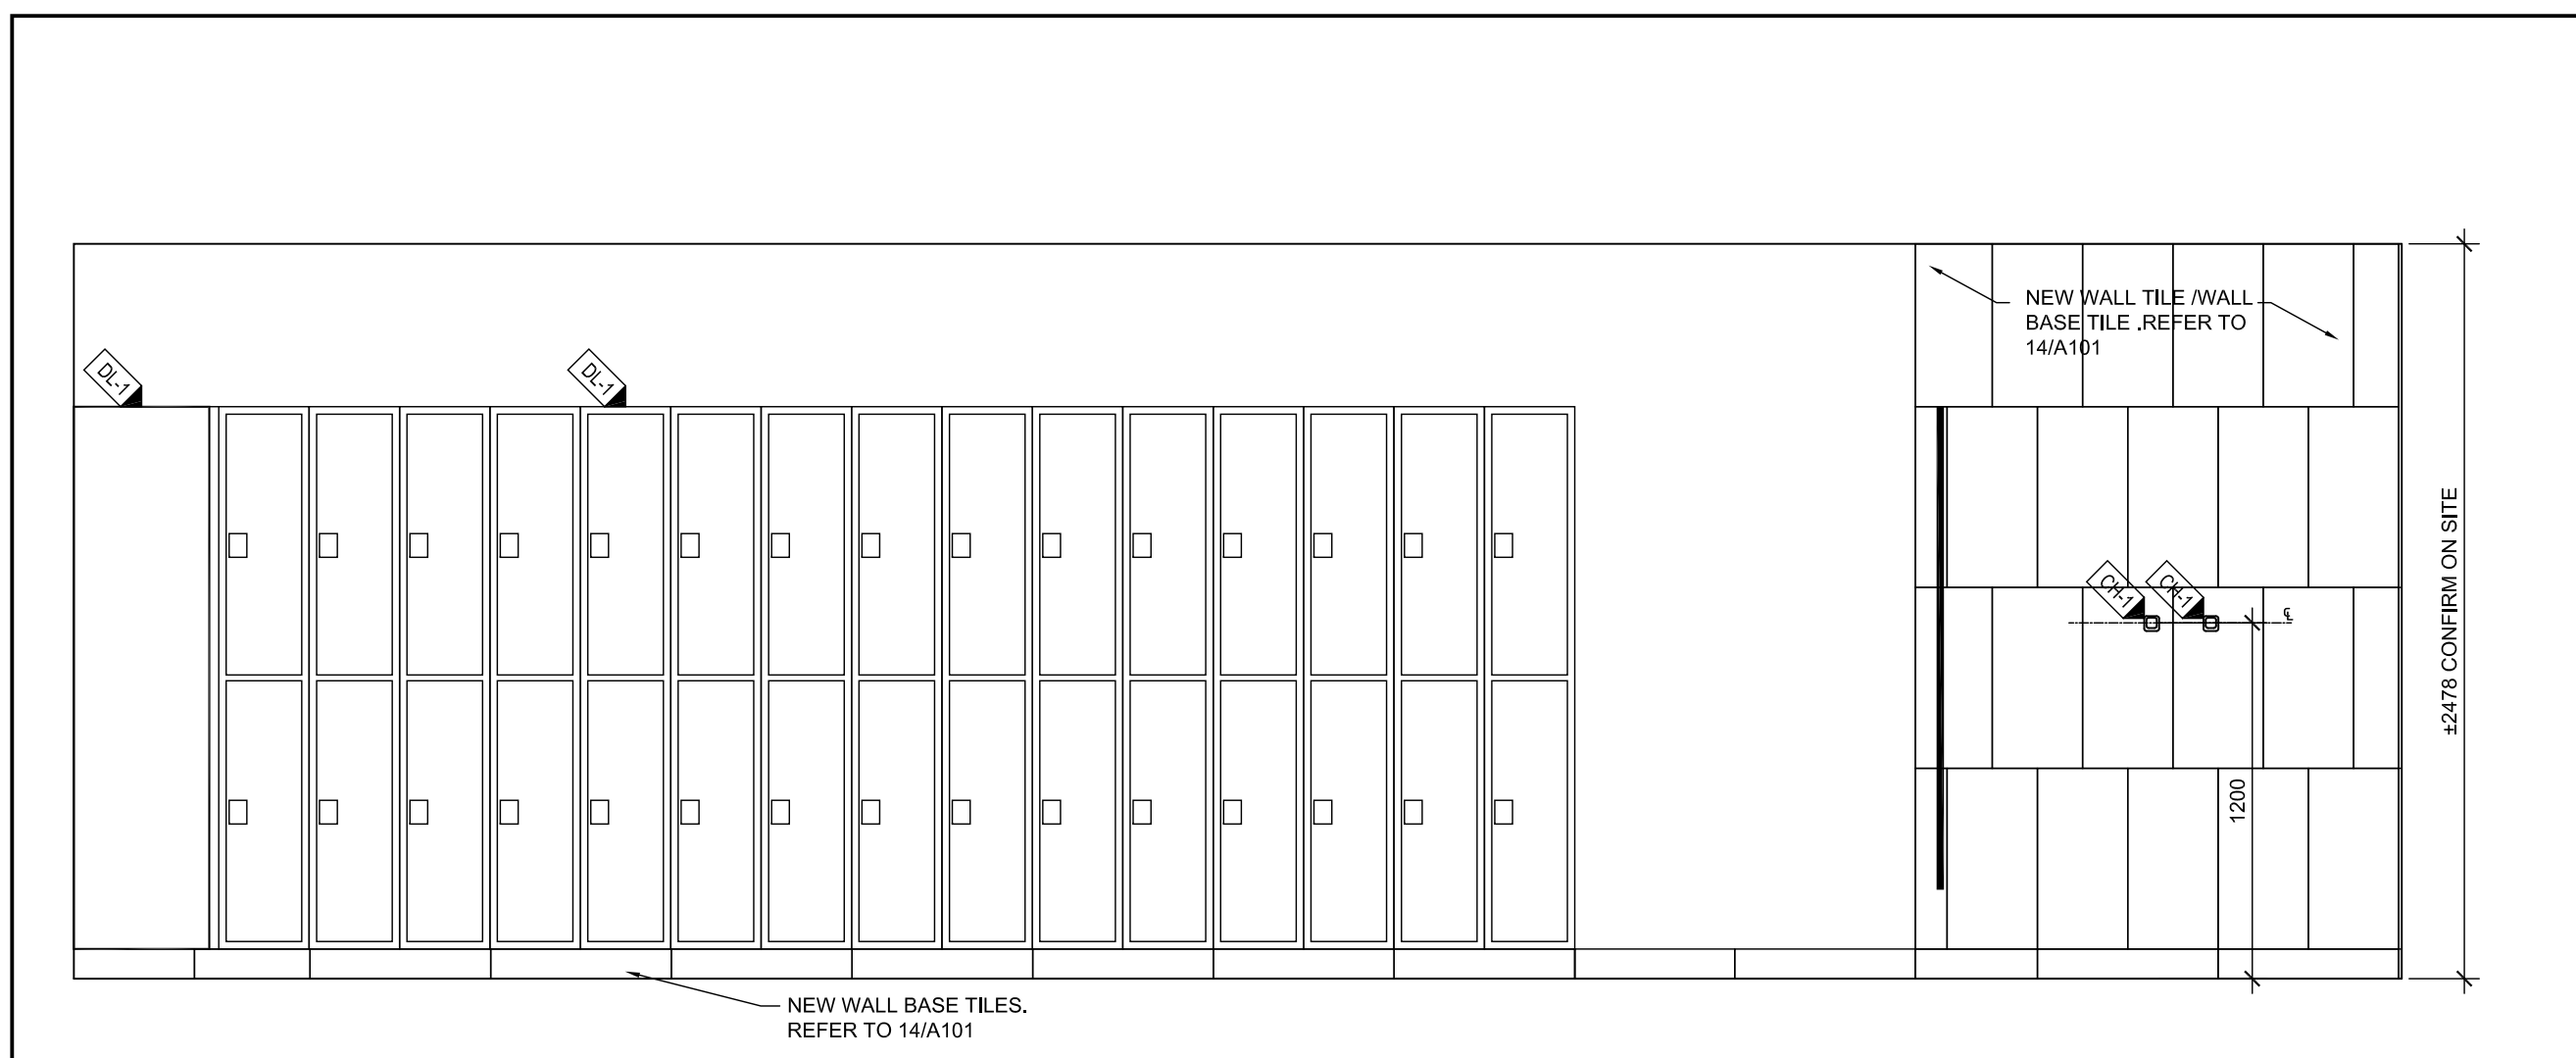 NEW WALL TILE /WALL
BASE TILE .REFER TO
14/A101
DL-1
DL-1
CH-1
CH-1
℄
±2478 CONFIRM ON SITE
1200
NEW WALL BASE TILES.
REFER TO 14/A101